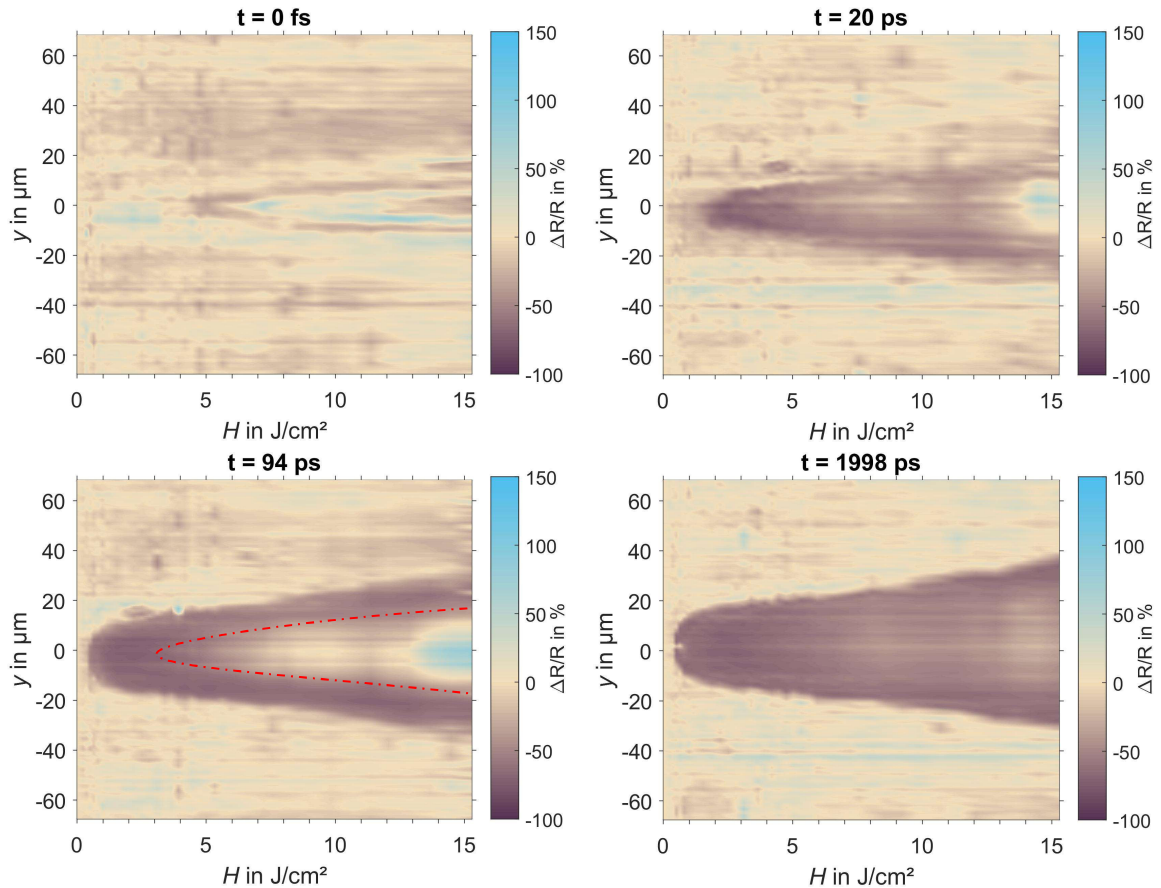 t = 0 fs
60
40
20
0
-20
-40
-60
y in µm
0 5 10 15
H in J/cm²
150
100
50
0
-50
-100
ΔR/R in %
t = 20 ps
60
40
20
0
-20
-40
-60
y in µm
0 5 10 15
H in J/cm²
150
100
50
0
-50
-100
ΔR/R in %
t = 94 ps
60
40
20
0
-20
-40
-60
y in µm
0 5 10 15
H in J/cm²
150
100
50
0
-50
-100
ΔR/R in %
t = 1998 ps
60
40
20
0
-20
-40
-60
y in µm
0 5 10 15
H in J/cm²
150
100
50
0
-50
-100
ΔR/R in %